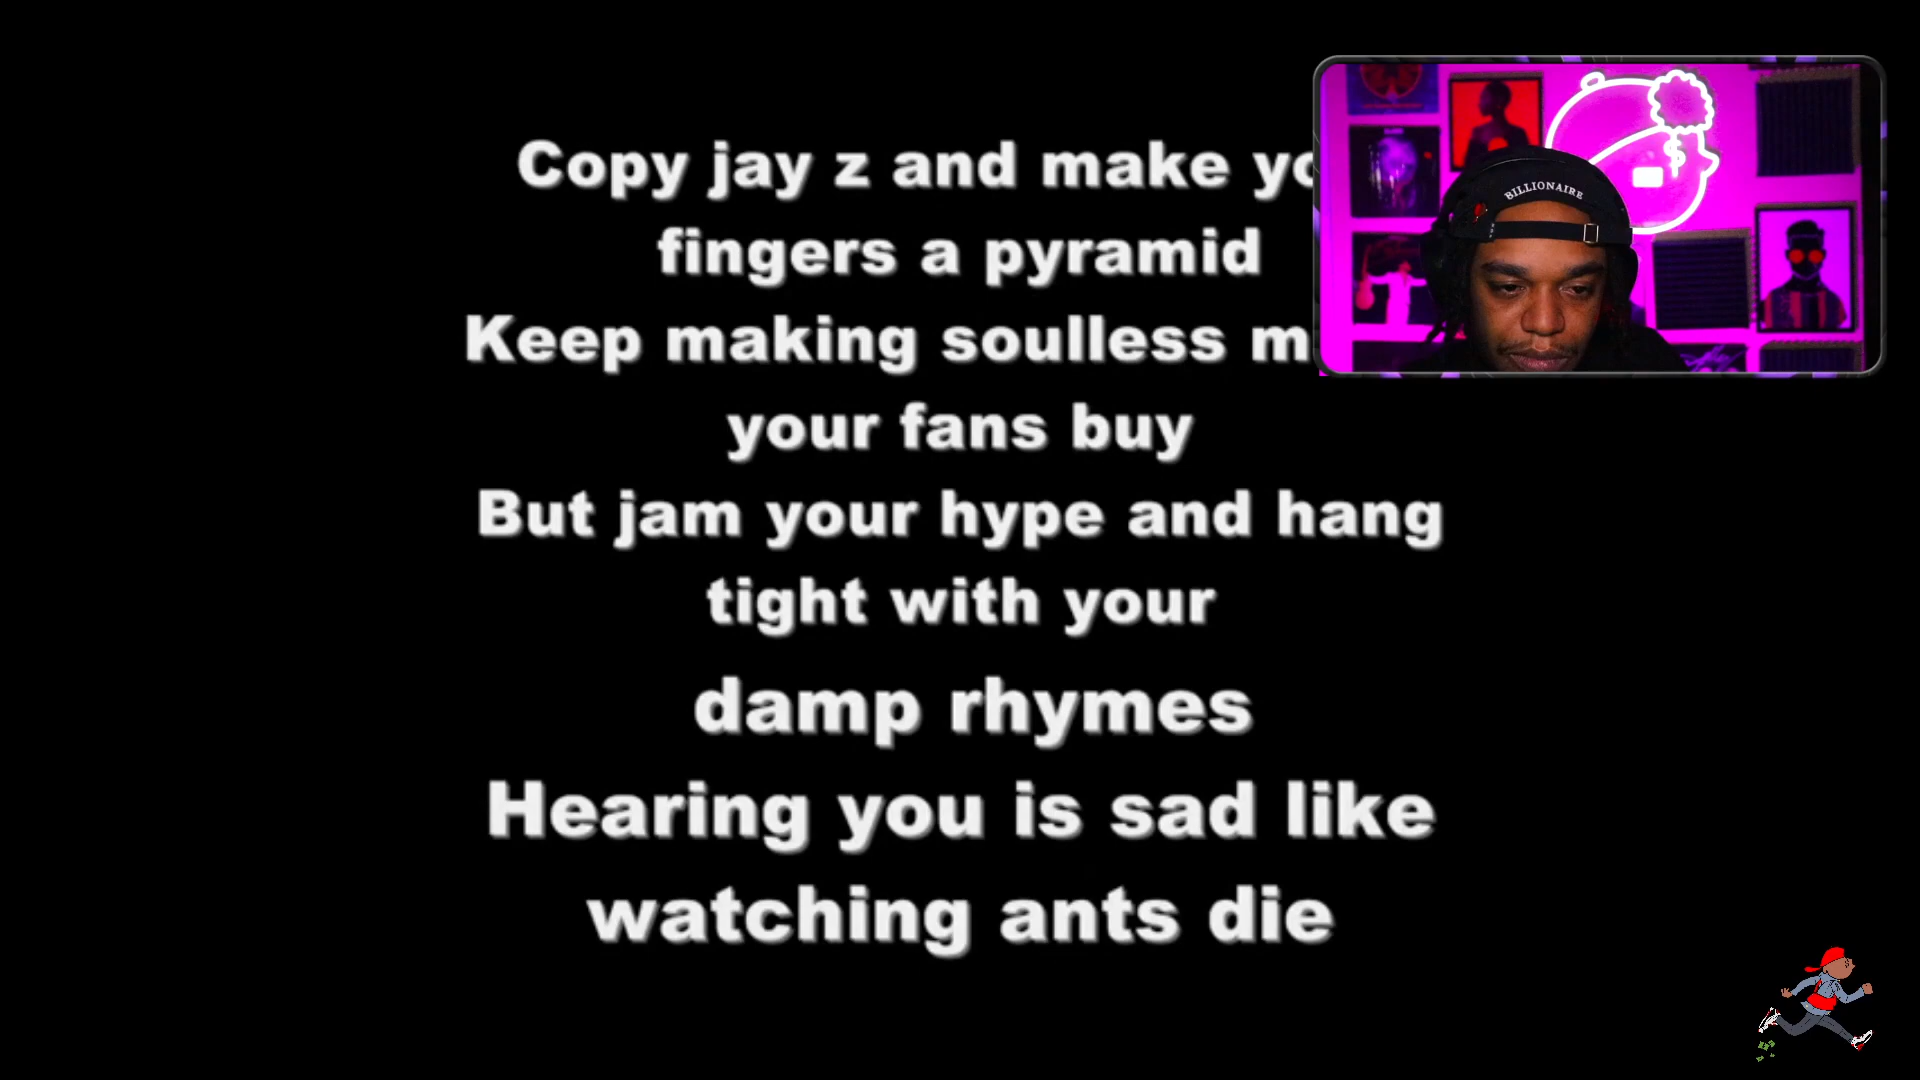 Copy jay z and make
fingers a pyramid
Keep making soulless
your fans buy
But jam your hype and hang
tight with your
damp rhymes
Hearing you is sad like
watching ants die
BILLIONAIRE